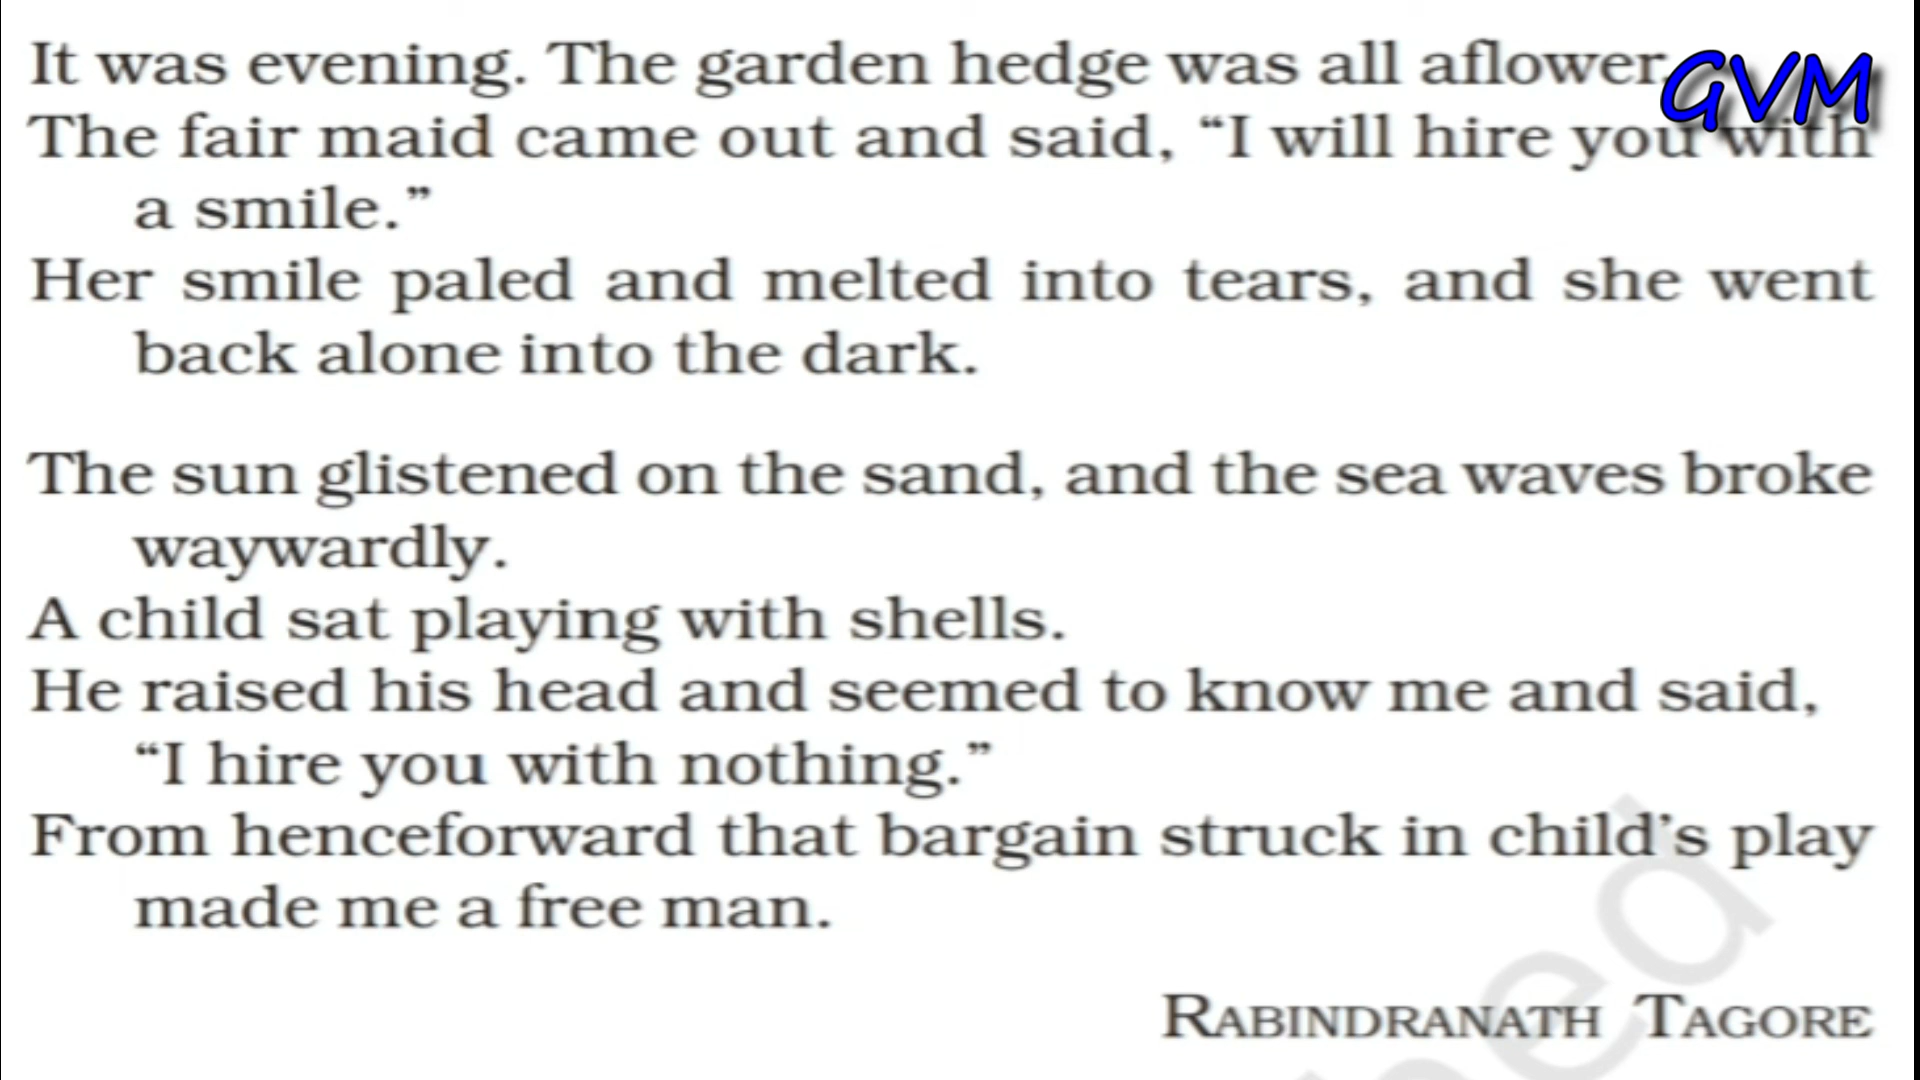 It was evening. The garden hedge was all aflower.
GVM
The fair maid came out and said, “I will hire you with
a smile.”
Her smile paled and melted into tears, and she went
back alone into the dark.
The sun glistened on the sand, and the sea waves broke
waywardly.
A child sat playing with shells.
He raised his head and seemed to know me and said,
“I hire you with nothing.”
From henceforward that bargain struck in child’s play
made me a free man.
RABINDRANATH TAGORE